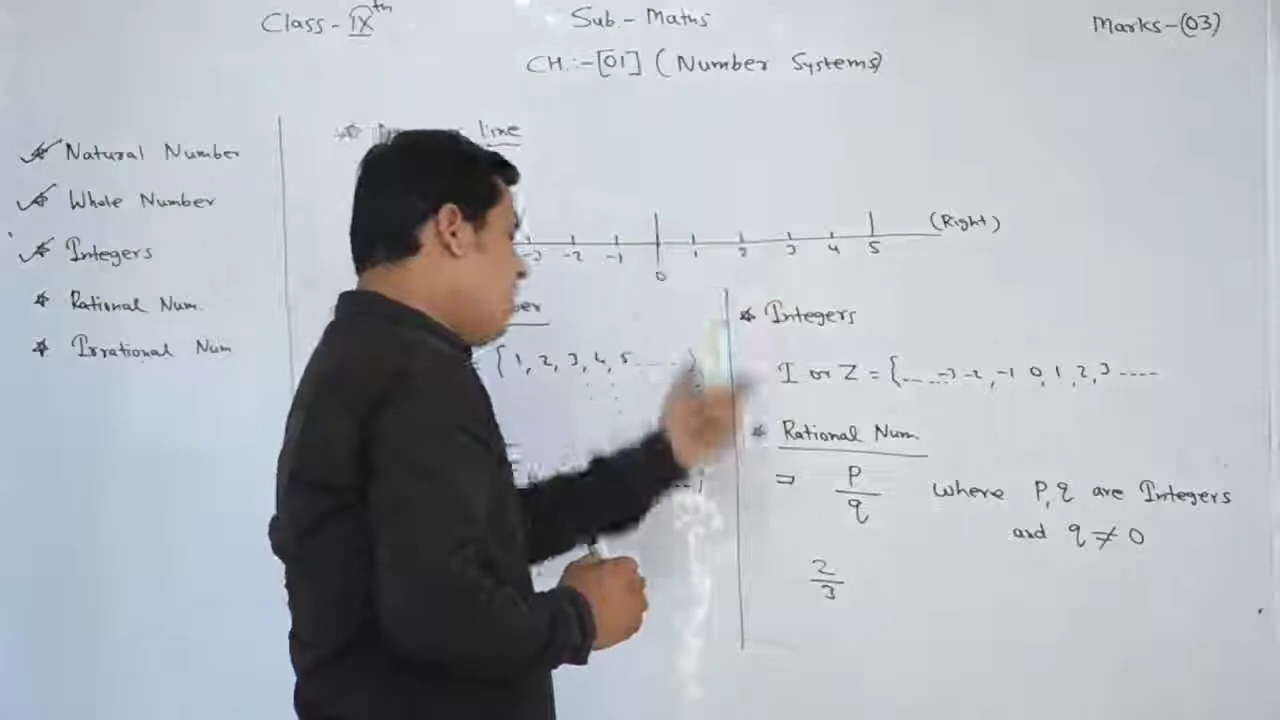 Class - IXth
Sub. - Maths
Marks - (03)
CH. :- [01] ( Number Systems)
Natural Number
Whole Number
Integers
* Rational Num.
* Irrational Num
line
(Right)
-3 -2 -1 0 1 2 3 4 5
{ 1, 2, 3, 4, 5 ...... }
* Integers
I or Z = {.... -3 -2, -1 0, 1, 2, 3 ....
* Rational Num.
⇒ P/q where P, q are Integers
and q ≠ 0
2/3